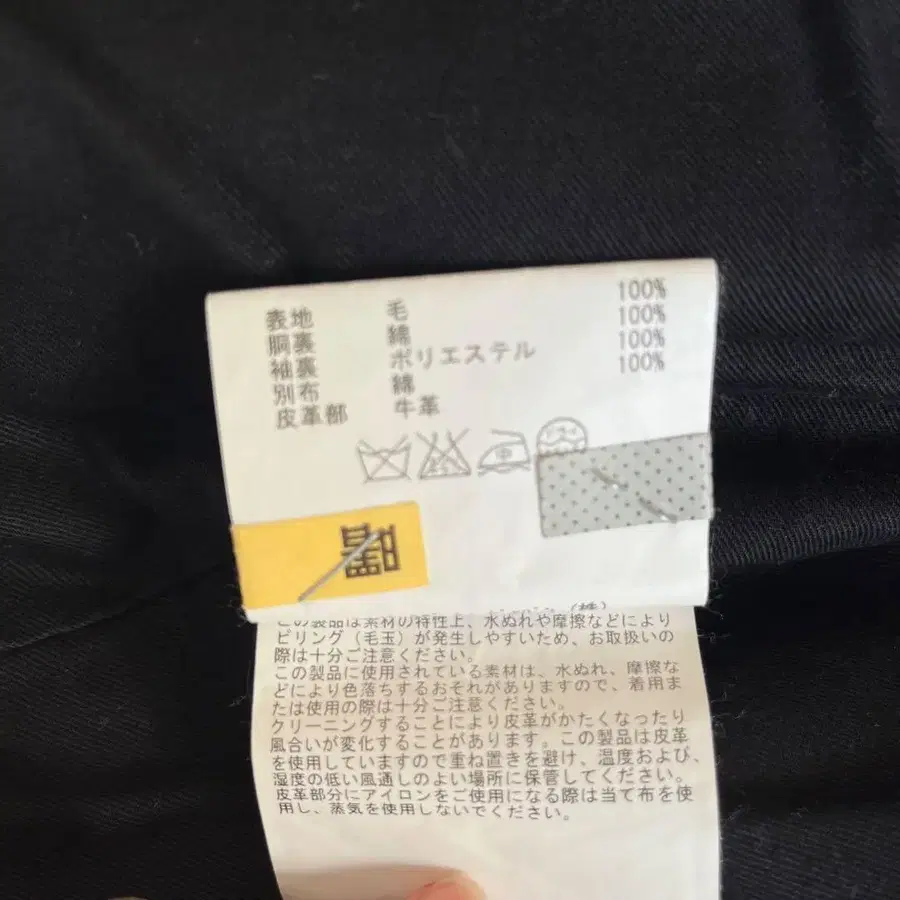 表地 毛 100%
胴裏 綿 100%
袖裏 ポリエステル 100%
別布 綿 100%
皮革部 牛革
中
(株)
この製品は素材の特性上、水ぬれや摩擦などにより
ピリング(毛玉)が発生しやすいため、お取扱いの
際は十分ご注意ください。
この製品に使用されている素材は、水ぬれ、摩擦な
どにより色落ちするおそれがありますので、着用ま
たは使用の際は十分ご注意ください。
クリーニングすることにより皮革がかたくなったり
風合いが変化することがあります。この製品は皮革
を使用していますので重ね置きを避け、温度および、
湿度の低い風通しのよい場所に保管してください。
皮革部分にアイロンをご使用になる際は当て布を使
用し、蒸気を使用しないでください。